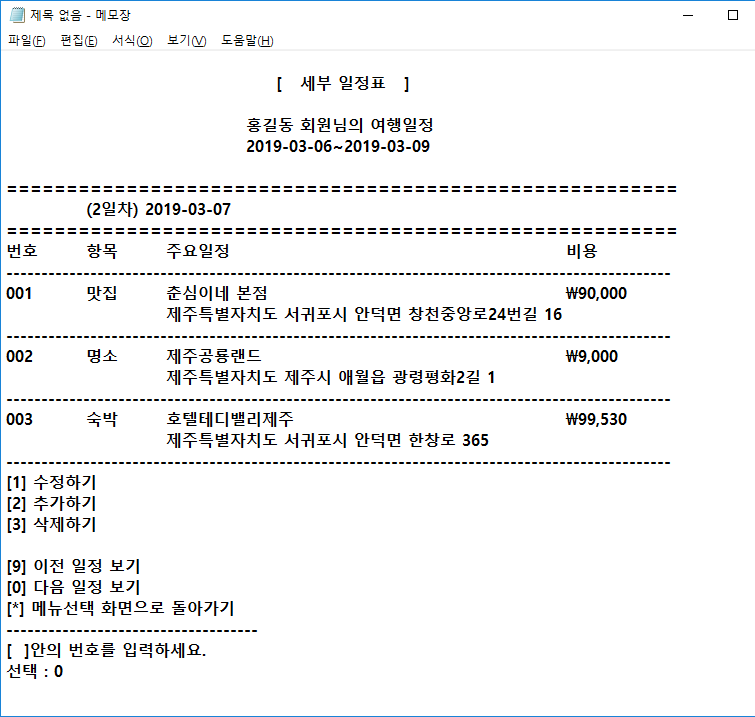 제목 없음 - 메모장
파일(F) 편집(E) 서식(O) 보기(V) 도움말(H)
[ 세부 일정표 ]
홍길동 회원님의 여행일정
2019-03-06~2019-03-09
========================================================
(2일차) 2019-03-07
========================================================
번호 항목 주요일정 비용
-----------------------------------------------------------------------------------
001 맛집 춘심이네 본점 ₩90,000
제주특별자치도 서귀포시 안덕면 창천중앙로24번길 16
-----------------------------------------------------------------------------------
002 명소 제주공룡랜드 ₩9,000
제주특별자치도 제주시 애월읍 광령평화2길 1
-----------------------------------------------------------------------------------
003 숙박 호텔테디밸리제주 ₩99,530
제주특별자치도 서귀포시 안덕면 한창로 365
-----------------------------------------------------------------------------------
[1] 수정하기
[2] 추가하기
[3] 삭제하기
[9] 이전 일정 보기
[0] 다음 일정 보기
[*] 메뉴선택 화면으로 돌아가기
------------------------------------
[ ]안의 번호를 입력하세요.
선택 : 0